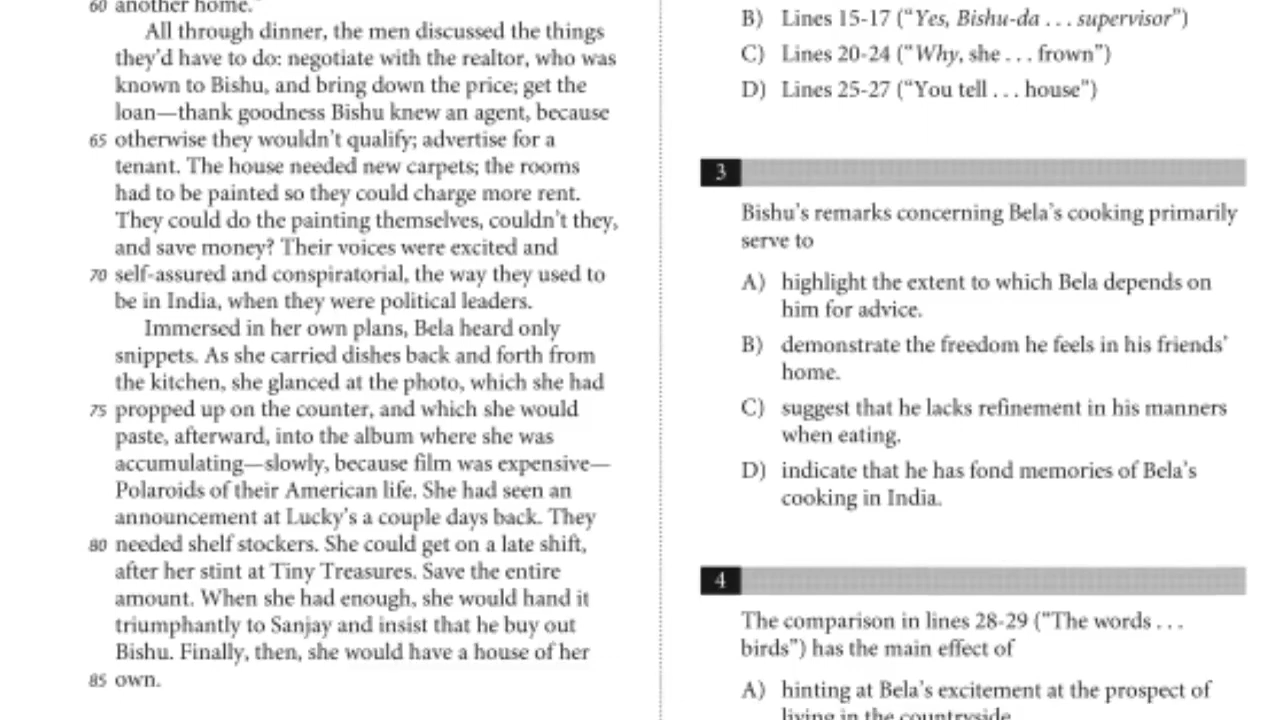 60 another home."
All through dinner, the men discussed the things
they'd have to do: negotiate with the realtor, who was
known to Bishu, and bring down the price; get the
loan—thank goodness Bishu knew an agent, because
65 otherwise they wouldn't qualify; advertise for a
tenant. The house needed new carpets; the rooms
had to be painted so they could charge more rent.
They could do the painting themselves, couldn't they,
and save money? Their voices were excited and
70 self-assured and conspiratorial, the way they used to
be in India, when they were political leaders.
Immersed in her own plans, Bela heard only
snippets. As she carried dishes back and forth from
the kitchen, she glanced at the photo, which she had
75 propped up on the counter, and which she would
paste, afterward, into the album where she was
accumulating—slowly, because film was expensive—
Polaroids of their American life. She had seen an
announcement at Lucky's a couple days back. They
80 needed shelf stockers. She could get on a late shift,
after her stint at Tiny Treasures. Save the entire
amount. When she had enough, she would hand it
triumphantly to Sanjay and insist that he buy out
Bishu. Finally, then, she would have a house of her
85 own.
B) Lines 15-17 ("Yes, Bishu-da . . . supervisor")
C) Lines 20-24 ("Why, she . . . frown")
D) Lines 25-27 ("You tell . . . house")
3
Bishu's remarks concerning Bela's cooking primarily
serve to
A) highlight the extent to which Bela depends on
him for advice.
B) demonstrate the freedom he feels in his friends'
home.
C) suggest that he lacks refinement in his manners
when eating.
D) indicate that he has fond memories of Bela's
cooking in India.
4
The comparison in lines 28-29 ("The words . . .
birds") has the main effect of
A) hinting at Bela's excitement at the prospect of
living in the countryside